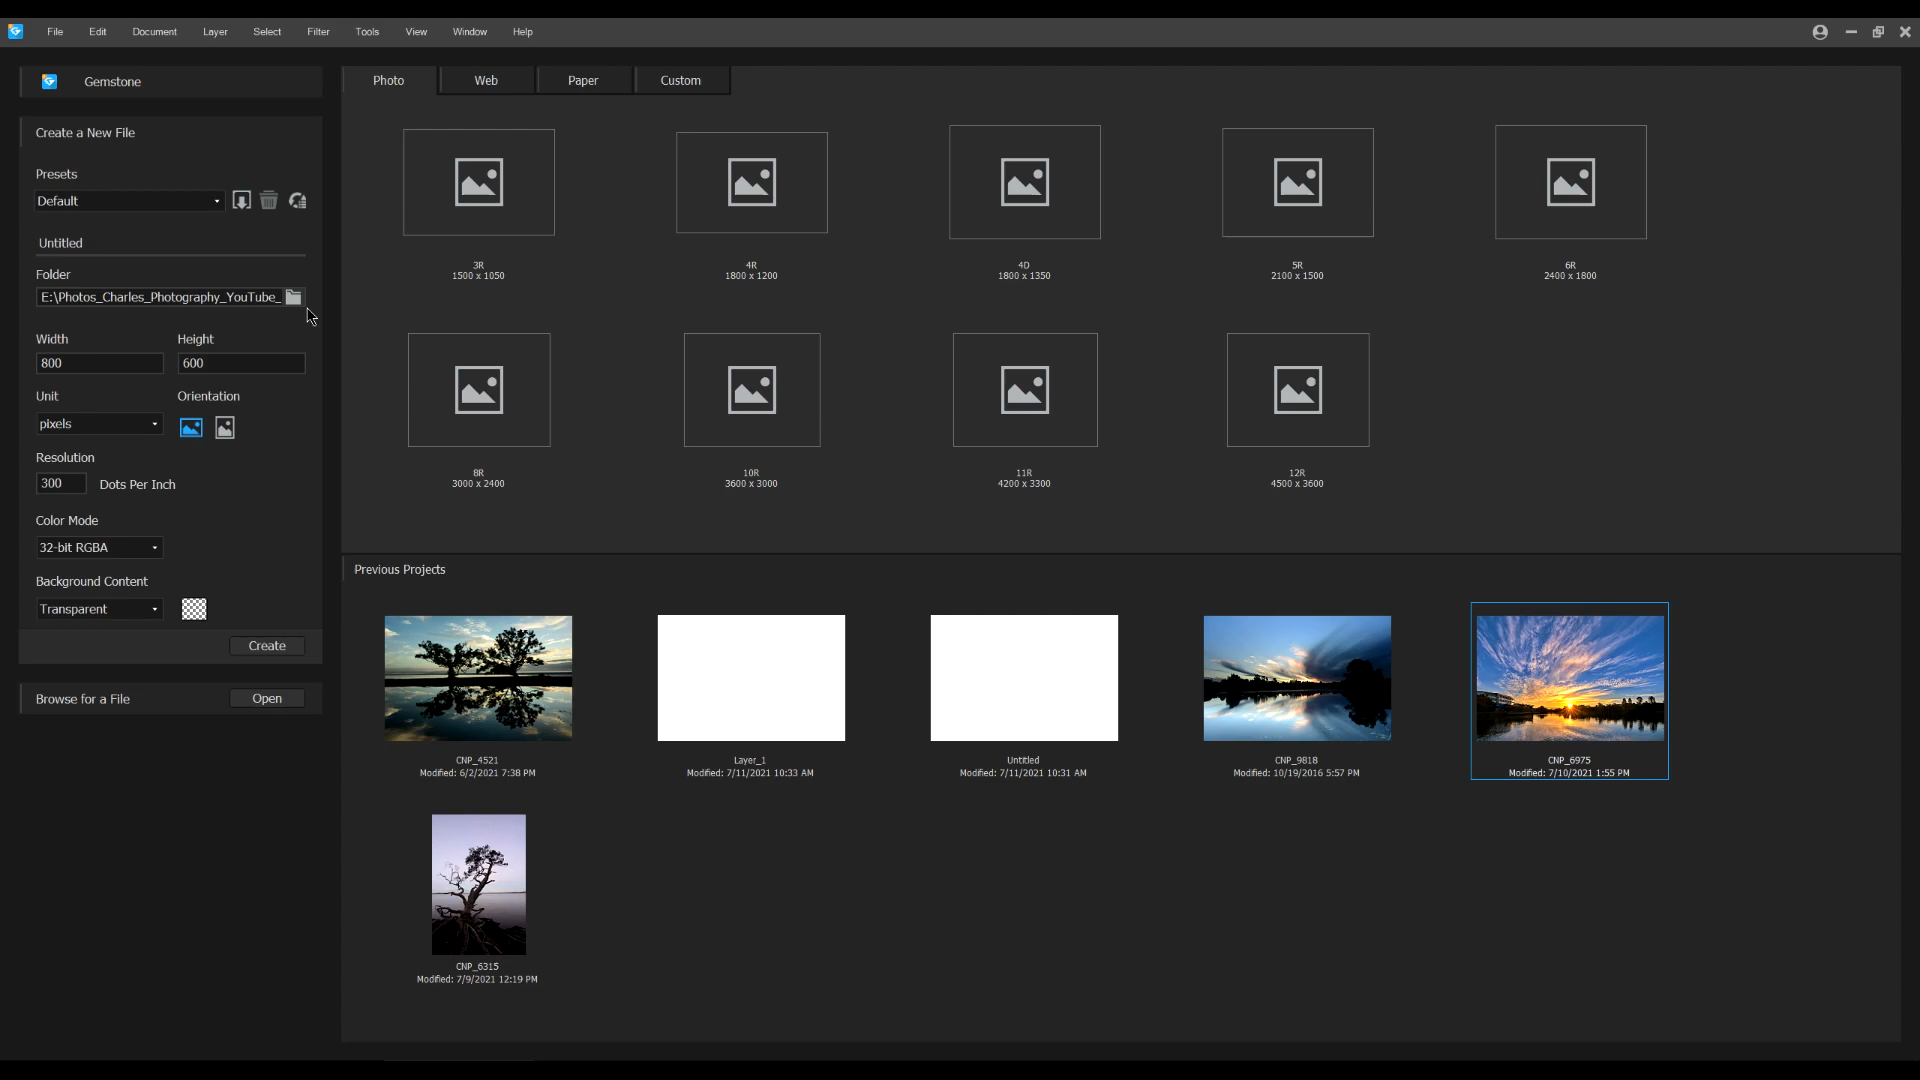 File Edit Document Layer Select Filter Tools View Window Help
Gemstone
Create a New File
Presets
Default
Untitled
Folder
E:\Photos_Charles_Photography_YouTube_
Width Height
800 600
Unit Orientation
pixels
Resolution
300 Dots Per Inch
Color Mode
32-bit RGBA
Background Content
Transparent
Create
Browse for a File Open
Photo Web Paper Custom
3R 4R 4D 5R 6R
1500 x 1050 1800 x 1200 1800 x 1350 2100 x 1500 2400 x 1800
8R 10R 11R 12R
3000 x 2400 3600 x 3000 4200 x 3300 4500 x 3600
Previous Projects
CNP_4521 Layer_1 Untitled CNP_9818 CNP_6975
Modified: 6/2/2021 7:38 PM Modified: 7/11/2021 10:33 AM Modified: 7/11/2021 10:31 AM Modified: 10/19/2016 5:57 PM Modified: 7/10/2021 1:55 PM
CNP_6315
Modified: 7/9/2021 12:19 PM